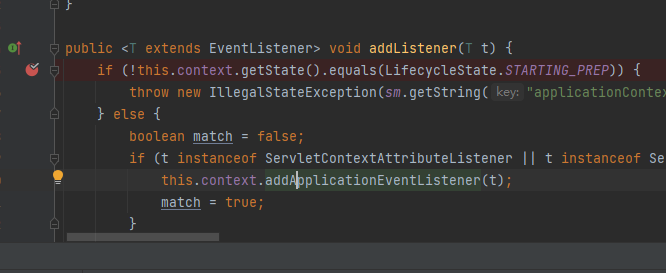 }
public <T extends EventListener> void addListener(T t) {
if (!this.context.getState().equals(LifecycleState.STARTING_PREP)) {
throw new IllegalStateException(sm.getString( key: "applicationContex
} else {
boolean match = false;
if (t instanceof ServletContextAttributeListener || t instanceof Se
this.context.addApplicationEventListener(t);
match = true;
}